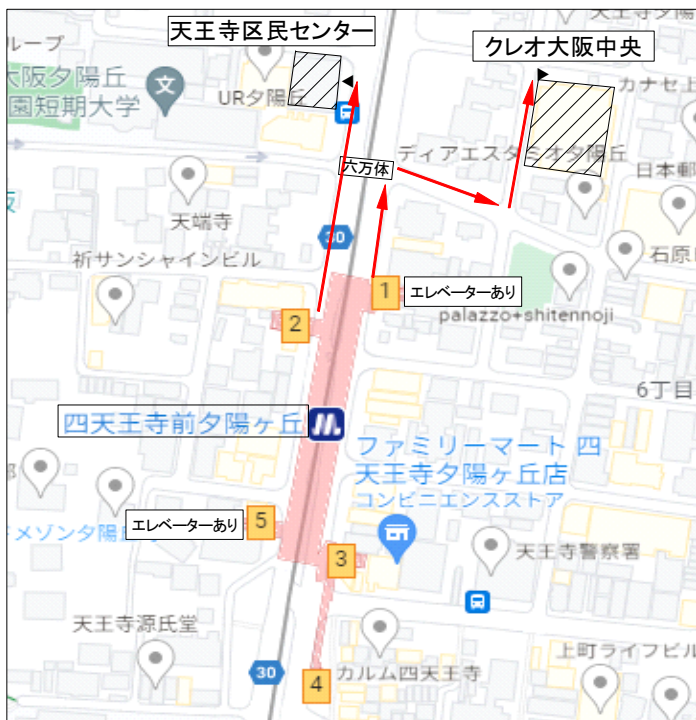 天王寺区民センター
クレオ大阪中央
天王寺
ループ
大阪夕陽丘
園短期大学
UR夕陽丘
カナセ上
ディアエスタミオタ陽丘
六万体
日本郵
天端寺
30
石原
祈サンシャインビル
1
エレベーターあり
2
palazzo+shitennoji
6丁目
四天王寺前夕陽ヶ丘
ファミリーマート 四
天王寺夕陽ヶ丘店
コンビニエンスストア
エレベーターあり
5
メゾン夕陽
3
天王寺警察署
天王寺源氏堂
上町ライフビル
30
カルム四天王寺
4